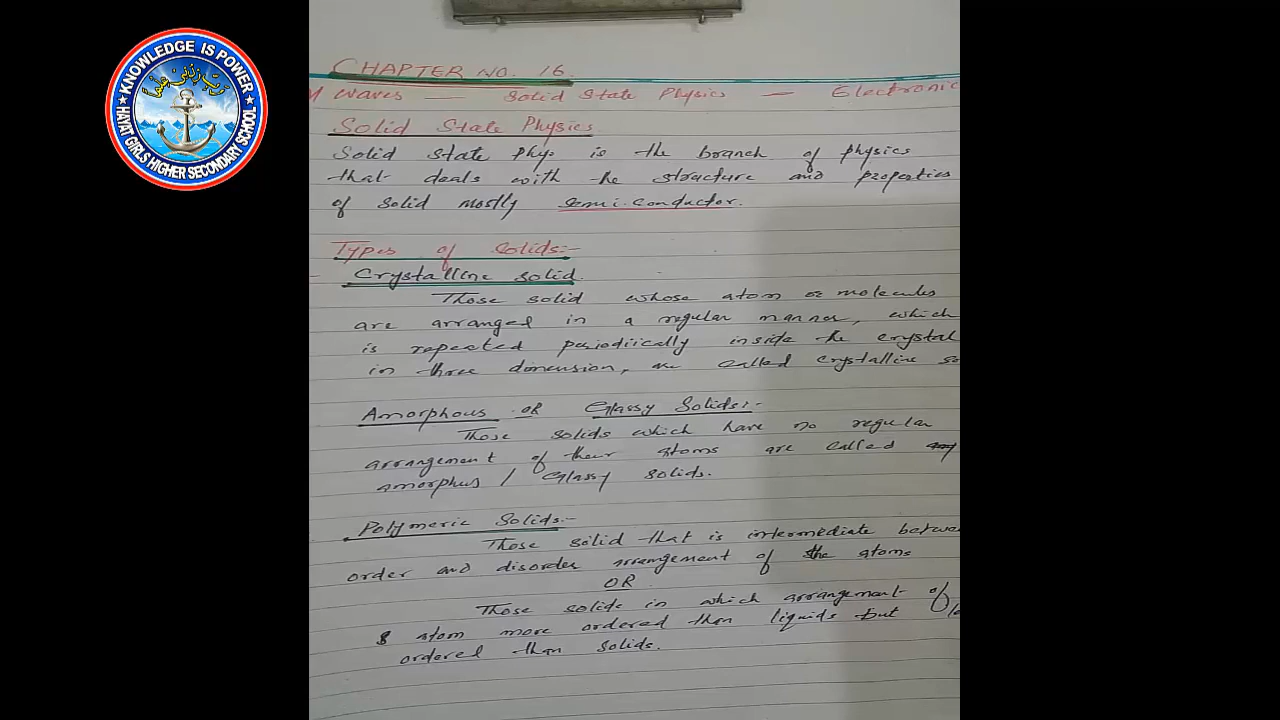 KNOWLEDGE IS POWER
رب زدنی علما
HAYAT GIRLS HIGHER SECONDARY SCHOOL
CHAPTER NO. 16
M Waves — Solid State Physics — Electronic
Solid State Physics
Solid state phy. is the branch of physics
that deals with the structure and properties
of solid mostly semi-conductor.
Types of Solids:-
Crystalline solid
Those solid whose atom or molecules
are arranged in a regular manner, which
is repeated periodiically inside the crystal
in three dimension, are called crystalline so
Amorphous OR Glassy Solids:-
Those solids which have no regular
arrangement of their atoms are called
amorphus / Glassy solids.
Polymeric Solids:-
Those solid that is intermediate betwe
order and disorder arrangement of the atoms
OR
Those solids in which arrangement of
atom more ordered then liquids but
ordered than solids.